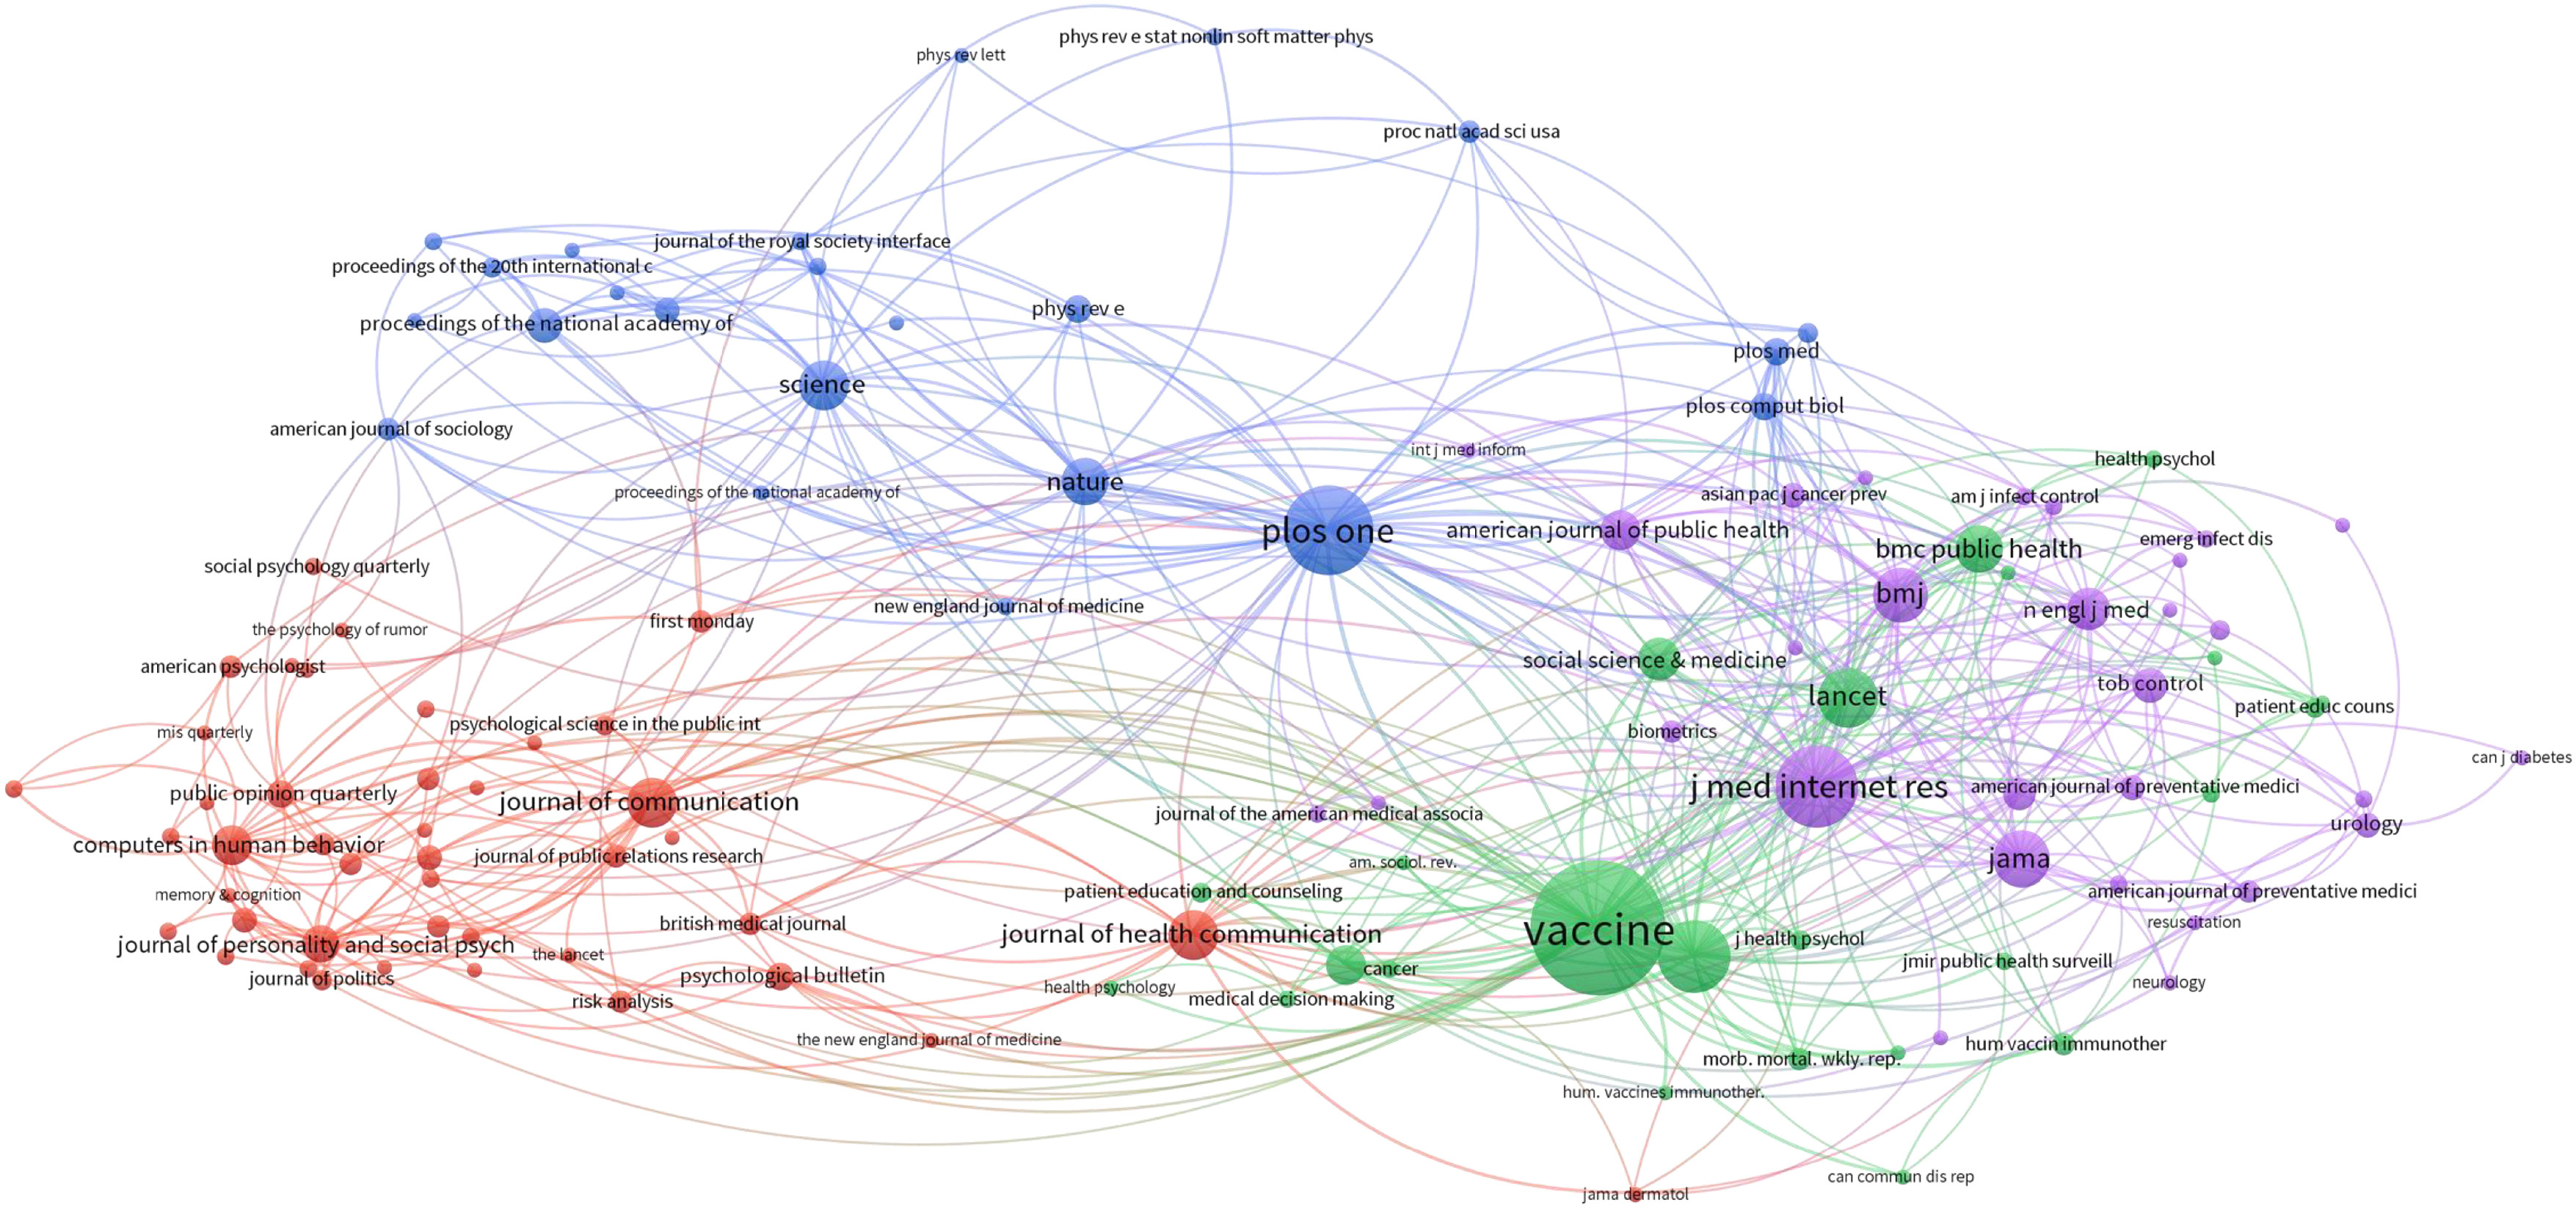 phys rev e stat nonlin soft matter phys
phys rev lett
proc natl acad sci usa
journal of the royal society interface
proceedings of the 20th international c
phys rev e
proceedings of the national academy of
plos med
science
plos comput biol
american journal of sociology
int j med inform
health psychol
nature
proceedings of the national academy of
asian pac j cancer prev
am j infect control
plos one
american journal of public health
emerg infect dis
bmc public health
social psychology quarterly
bmj
new england journal of medicine
n engl j med
first monday
the psychology of rumor
social science & medicine
american psychologist
tob control
lancet
patient educ couns
psychological science in the public int
mis quarterly
biometrics
can j diabetes
j med internet res
american journal of preventative medici
public opinion quarterly
journal of communication
journal of the american medical associa
urology
computers in human behavior
journal of public relations research
jama
am. sociol. rev.
patient education and counseling
american journal of preventative medici
memory & cognition
british medical journal
resuscitation
vaccine
journal of health communication
j health psychol
journal of personality and social psych
the lancet
jmir public health surveill
cancer
journal of politics
psychological bulletin
neurology
health psychology
medical decision making
risk analysis
the new england journal of medicine
hum vaccin immunother
morb. mortal. wkly. rep.
hum. vaccines immunother.
can commun dis rep
jama dermatol